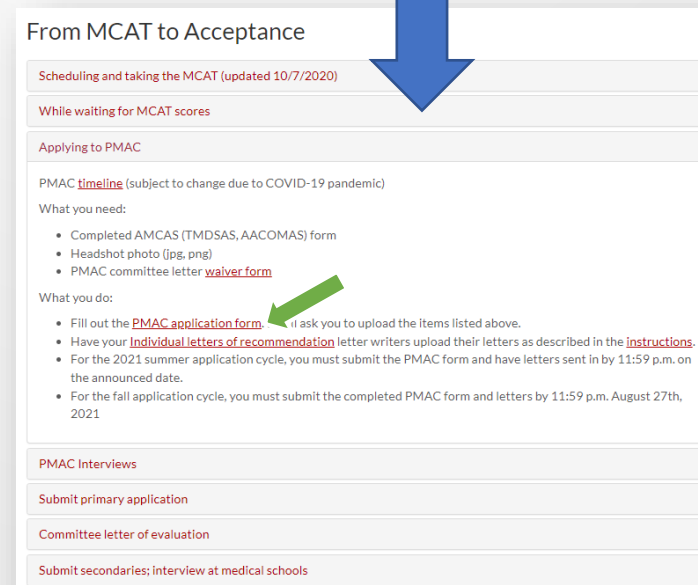 From MCAT to Acceptance
Scheduling and taking the MCAT (updated 10/7/2020)
While waiting for MCAT scores
Applying to PMAC
PMAC timeline (subject to change due to COVID-19 pandemic)
What you need:
• Completed AMCAS (TMDSAS, AACOMAS) form
• Headshot photo (jpg, png)
• PMAC committee letter waiver form
What you do:
• Fill out the PMAC application form. ask you to upload the items listed above.
• Have your Individual letters of recommendation letter writers upload their letters as described in the instructions.
• For the 2021 summer application cycle, you must submit the PMAC form and have letters sent in by 11:59 p.m. on
the announced date.
• For the fall application cycle, you must submit the completed PMAC form and letters by 11:59 p.m. August 27th,
2021
PMAC Interviews
Submit primary application
Committee letter of evaluation
Submit secondaries; interview at medical schools